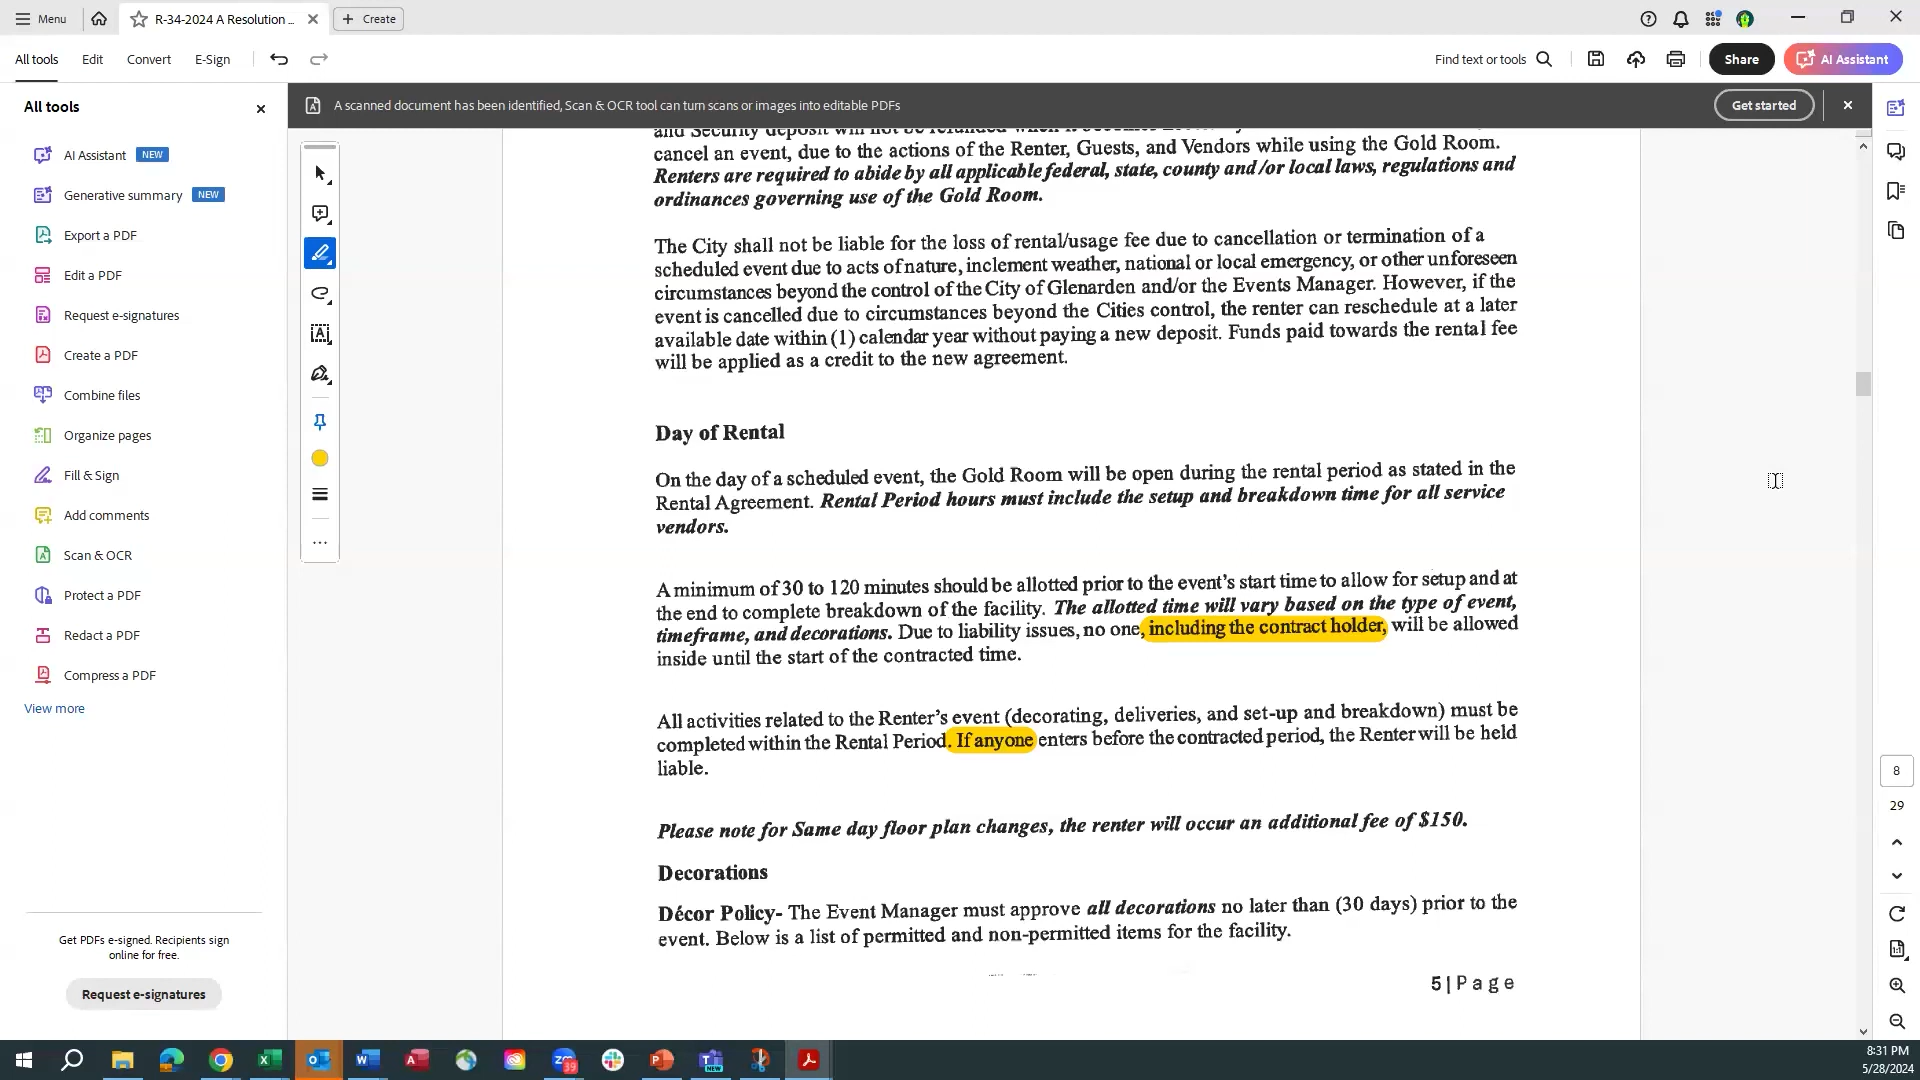 Menu
R-34-2024 A Resolution ...
Create
All tools
Edit
Convert
E-Sign
Find text or tools
Share
AI Assistant
All tools
A scanned document has been identified, Scan & OCR tool can turn scans or images into editable PDFs
Get started
AI Assistant NEW
Generative summary NEW
Export a PDF
Edit a PDF
Request e-signatures
Create a PDF
Combine files
Organize pages
Fill & Sign
Add comments
Scan & OCR
Protect a PDF
Redact a PDF
Compress a PDF
View more
Get PDFs e-signed. Recipients sign
online for free.
Request e-signatures
and Security deposit will not be refunded when it becomes
cancel an event, due to the actions of the Renter, Guests, and Vendors while using the Gold Room.
Renters are required to abide by all applicable federal, state, county and/or local laws, regulations and
ordinances governing use of the Gold Room.
The City shall not be liable for the loss of rental/usage fee due to cancellation or termination of a
scheduled event due to acts of nature, inclement weather, national or local emergency, or other unforeseen
circumstances beyond the control of the City of Glenarden and/or the Events Manager. However, if the
event is cancelled due to circumstances beyond the Cities control, the renter can reschedule at a later
available date within (1) calendar year without paying a new deposit. Funds paid towards the rental fee
will be applied as a credit to the new agreement.
Day of Rental
On the day of a scheduled event, the Gold Room will be open during the rental period as stated in the
Rental Agreement. Rental Period hours must include the setup and breakdown time for all service
vendors.
A minimum of 30 to 120 minutes should be allotted prior to the event's start time to allow for setup and at
the end to complete breakdown of the facility. The allotted time will vary based on the type of event,
timeframe, and decorations. Due to liability issues, no one, including the contract holder, will be allowed
inside until the start of the contracted time.
All activities related to the Renter's event (decorating, deliveries, and set-up and breakdown) must be
completed within the Rental Period. If anyone enters before the contracted period, the Renter will be held
liable.
Please note for Same day floor plan changes, the renter will occur an additional fee of $150.
Decorations
Décor Policy- The Event Manager must approve all decorations no later than (30 days) prior to the
event. Below is a list of permitted and non-permitted items for the facility.
5 | Page
8
29
8:31 PM
5/28/2024